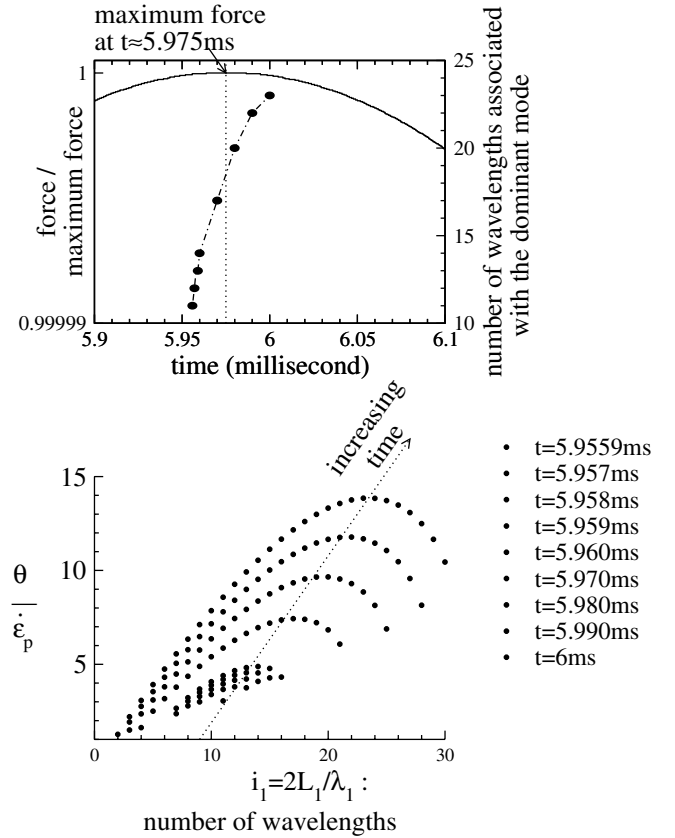 maximum force
at t≈5.975ms
1
0.99999
force /
maximum force
25
20
15
10
number of wavelengths associated
with the dominant mode
5.9 5.95 6 6.05 6.1
time (millisecond)
increasing
time
15
10
5
θ
ε̇p
0 10 20 30
i1=2L1/λ1 :
number of wavelengths
t=5.9559ms
t=5.957ms
t=5.958ms
t=5.959ms
t=5.960ms
t=5.970ms
t=5.980ms
t=5.990ms
t=6ms